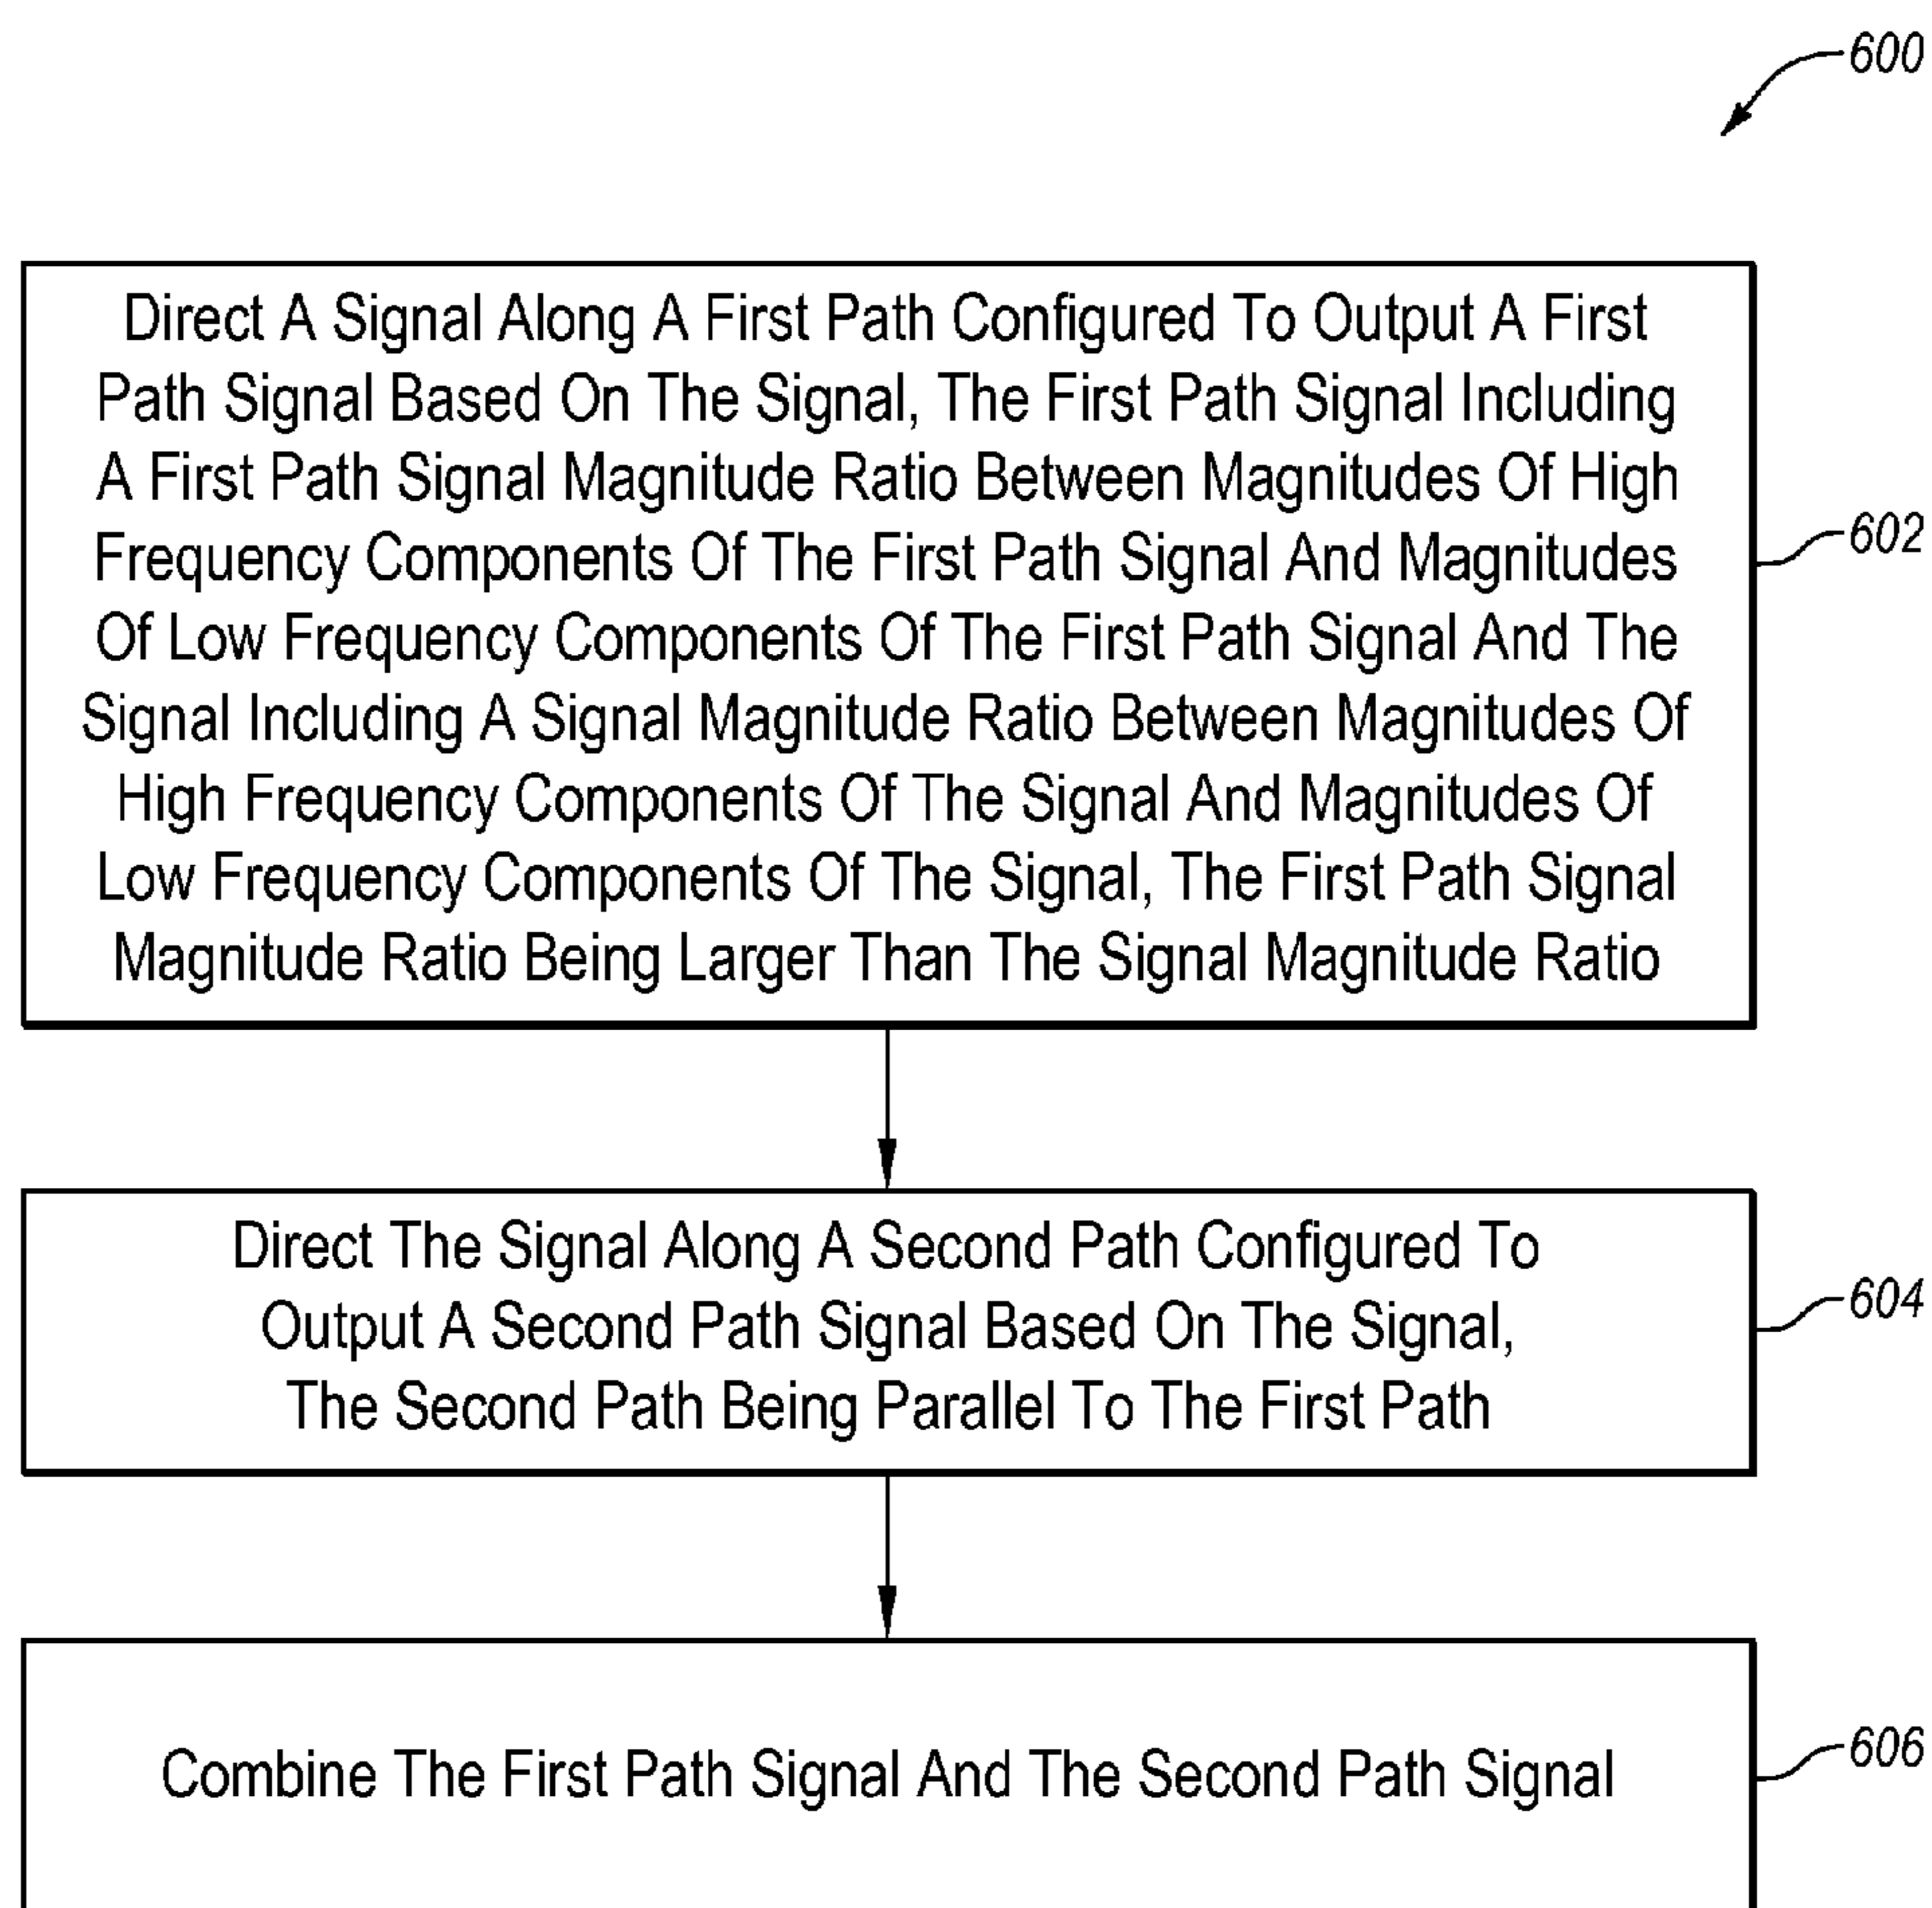 600
Direct A Signal Along A First Path Configured To Output A First
Path Signal Based On The Signal, The First Path Signal Including
A First Path Signal Magnitude Ratio Between Magnitudes Of High
Frequency Components Of The First Path Signal And Magnitudes
Of Low Frequency Components Of The First Path Signal And The
Signal Including A Signal Magnitude Ratio Between Magnitudes Of
High Frequency Components Of The Signal And Magnitudes Of
Low Frequency Components Of The Signal, The First Path Signal
Magnitude Ratio Being Larger Than The Signal Magnitude Ratio
602
Direct The Signal Along A Second Path Configured To
Output A Second Path Signal Based On The Signal,
The Second Path Being Parallel To The First Path
604
Combine The First Path Signal And The Second Path Signal
606